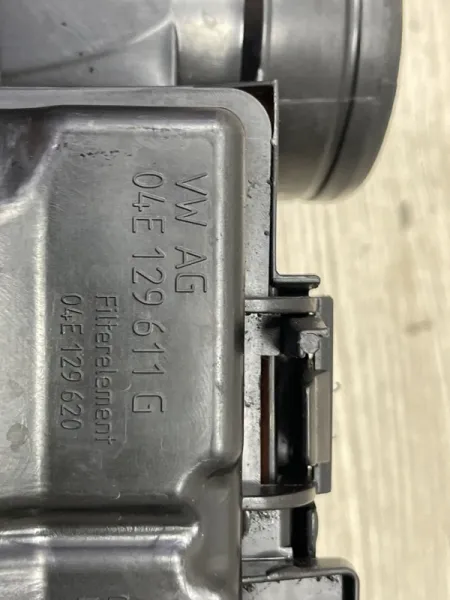 VW AG
04E 129 611 G
Filterelement
04E 129 620